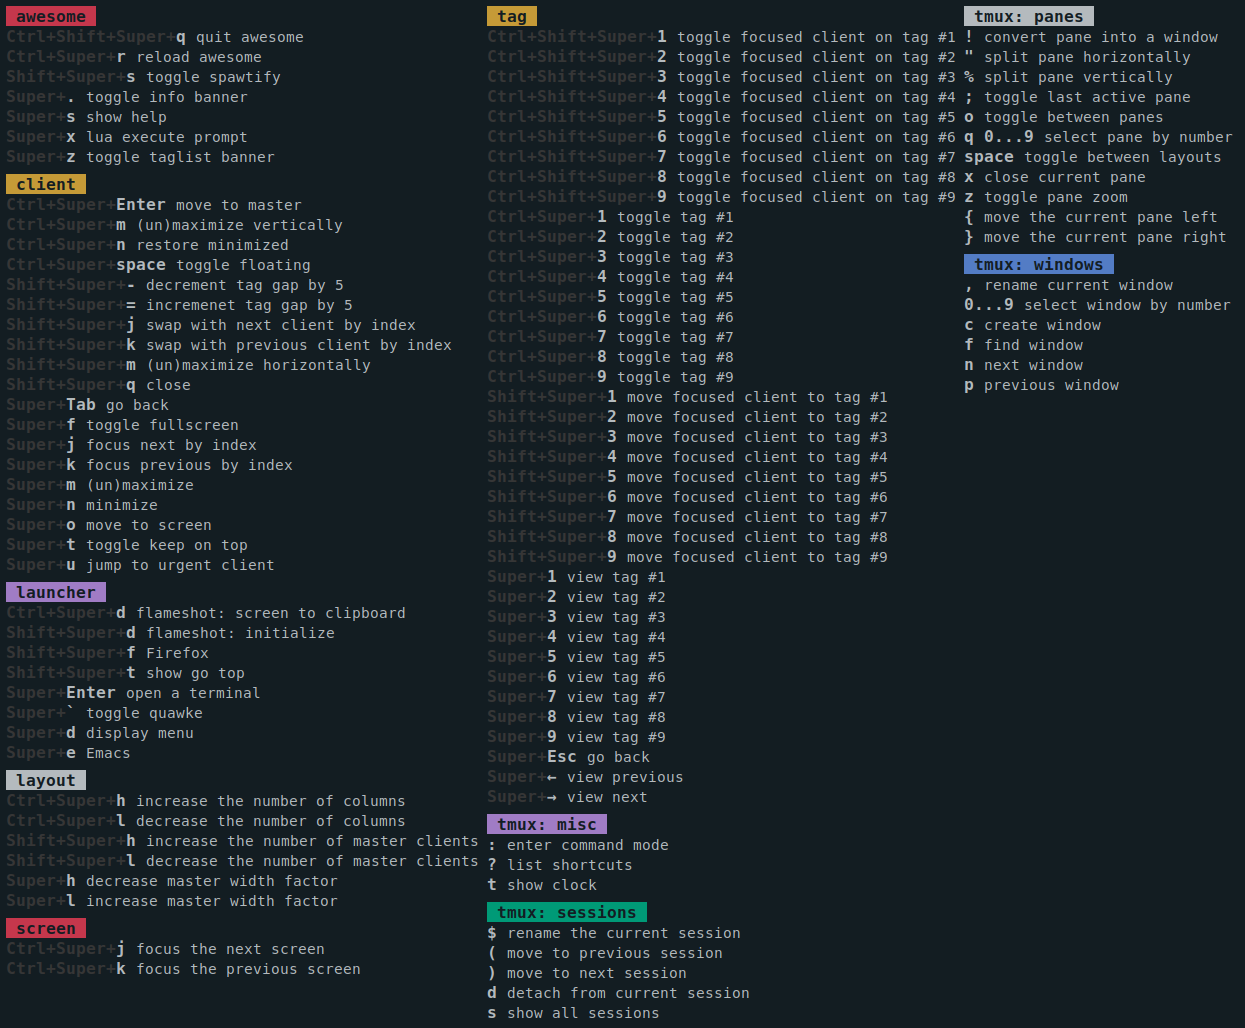 awesome
Ctrl+Shift+Super+q quit awesome
Ctrl+Super+r reload awesome
Shift+Super+s toggle spawtify
Super+. toggle info banner
Super+s show help
Super+x lua execute prompt
Super+z toggle taglist banner
client
Ctrl+Super+Enter move to master
Ctrl+Super+m (un)maximize vertically
Ctrl+Super+n restore minimized
Ctrl+Super+space toggle floating
Shift+Super+- decrement tag gap by 5
Shift+Super+= incremenet tag gap by 5
Shift+Super+j swap with next client by index
Shift+Super+k swap with previous client by index
Shift+Super+m (un)maximize horizontally
Shift+Super+q close
Super+Tab go back
Super+f toggle fullscreen
Super+j focus next by index
Super+k focus previous by index
Super+m (un)maximize
Super+n minimize
Super+o move to screen
Super+t toggle keep on top
Super+u jump to urgent client
launcher
Ctrl+Super+d flameshot: screen to clipboard
Shift+Super+d flameshot: initialize
Shift+Super+f Firefox
Shift+Super+t show go top
Super+Enter open a terminal
Super+` toggle quawke
Super+d display menu
Super+e Emacs
layout
Ctrl+Super+h increase the number of columns
Ctrl+Super+l decrease the number of columns
Shift+Super+h increase the number of master clients
Shift+Super+l decrease the number of master clients
Super+h decrease master width factor
Super+l increase master width factor
screen
Ctrl+Super+j focus the next screen
Ctrl+Super+k focus the previous screen
tag
Ctrl+Shift+Super+1 toggle focused client on tag #1
Ctrl+Shift+Super+2 toggle focused client on tag #2
Ctrl+Shift+Super+3 toggle focused client on tag #3
Ctrl+Shift+Super+4 toggle focused client on tag #4
Ctrl+Shift+Super+5 toggle focused client on tag #5
Ctrl+Shift+Super+6 toggle focused client on tag #6
Ctrl+Shift+Super+7 toggle focused client on tag #7
Ctrl+Shift+Super+8 toggle focused client on tag #8
Ctrl+Shift+Super+9 toggle focused client on tag #9
Ctrl+Super+1 toggle tag #1
Ctrl+Super+2 toggle tag #2
Ctrl+Super+3 toggle tag #3
Ctrl+Super+4 toggle tag #4
Ctrl+Super+5 toggle tag #5
Ctrl+Super+6 toggle tag #6
Ctrl+Super+7 toggle tag #7
Ctrl+Super+8 toggle tag #8
Ctrl+Super+9 toggle tag #9
Shift+Super+1 move focused client to tag #1
Shift+Super+2 move focused client to tag #2
Shift+Super+3 move focused client to tag #3
Shift+Super+4 move focused client to tag #4
Shift+Super+5 move focused client to tag #5
Shift+Super+6 move focused client to tag #6
Shift+Super+7 move focused client to tag #7
Shift+Super+8 move focused client to tag #8
Shift+Super+9 move focused client to tag #9
Super+1 view tag #1
Super+2 view tag #2
Super+3 view tag #3
Super+4 view tag #4
Super+5 view tag #5
Super+6 view tag #6
Super+7 view tag #7
Super+8 view tag #8
Super+9 view tag #9
Super+Esc go back
Super+← view previous
Super+→ view next
tmux: misc
: enter command mode
? list shortcuts
t show clock
tmux: sessions
$ rename the current session
( move to previous session
) move to next session
d detach from current session
s show all sessions
tmux: panes
! convert pane into a window
" split pane horizontally
% split pane vertically
; toggle last active pane
o toggle between panes
q 0...9 select pane by number
space toggle between layouts
x close current pane
z toggle pane zoom
{ move the current pane left
} move the current pane right
tmux: windows
, rename current window
0...9 select window by number
c create window
f find window
n next window
p previous window